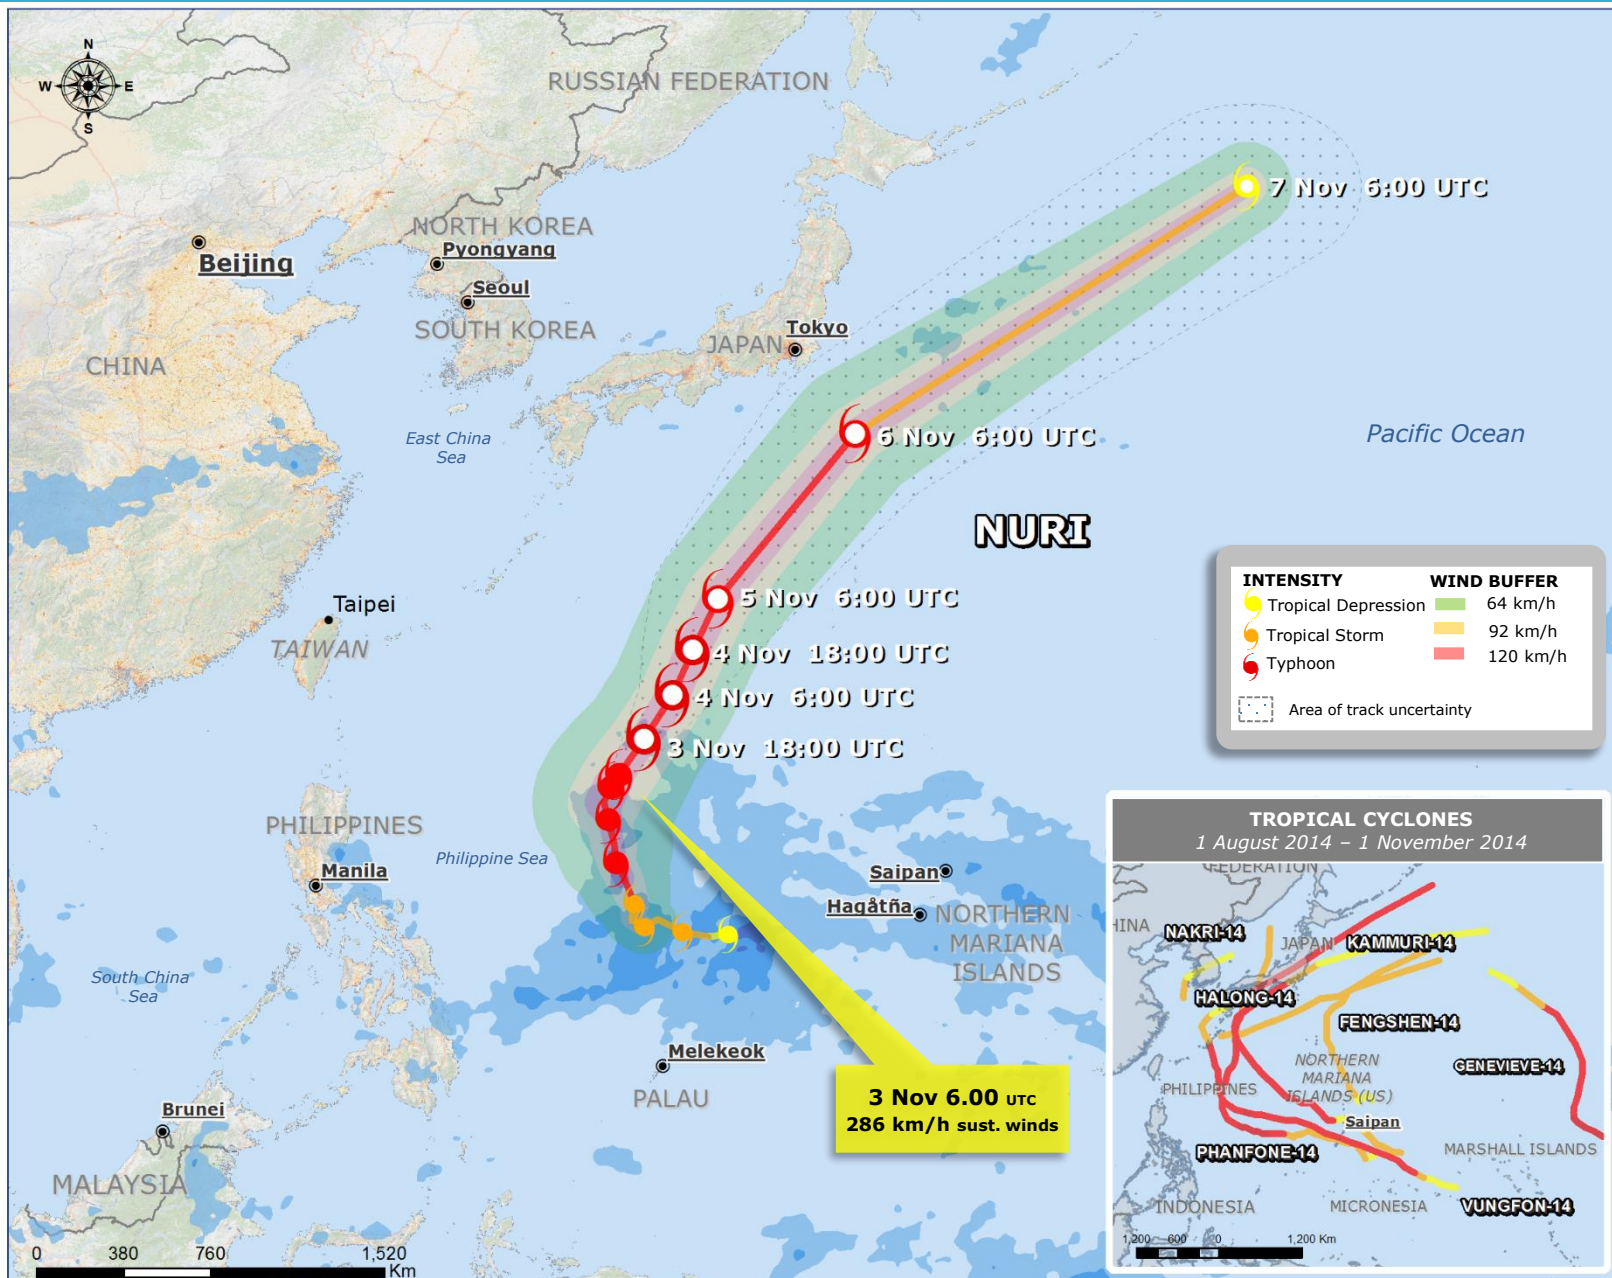 N
W
E
S
RUSSIAN FEDERATION
7 Nov 6:00 UTC
NORTH KOREA
Pyongyang
Beijing
Seoul
SOUTH KOREA
Tokyo
JAPAN
CHINA
East China
Sea
6 Nov 6:00 UTC
Pacific Ocean
NURI
INTENSITY
Tropical Depression
Tropical Storm
Typhoon
WIND BUFFER
64 km/h
92 km/h
120 km/h
Area of track uncertainty
5 Nov 6:00 UTC
Taipei
TAIWAN
4 Nov 18:00 UTC
4 Nov 6:00 UTC
3 Nov 18:00 UTC
PHILIPPINES
Philippine Sea
Manila
Saipan
Hagåtña
NORTHERN
MARIANA
ISLANDS
South China
Sea
Melekeok
PALAU
3 Nov 6.00 UTC
286 km/h sust. winds
Brunei
MALAYSIA
0 380 760 1,520
Km
TROPICAL CYCLONES
1 August 2014 – 1 November 2014
FEDERATION
HINA
NAKRI-14
JAPAN
KAMMURI-14
HALONG-14
FENGSHEN-14
NORTHERN
MARIANA
ISLANDS (US)
GENEVIEVE-14
PHILIPPINES
Saipan
PHANFONE-14
MARSHALL ISLANDS
INDONESIA
MICRONESIA
VUNGFON-14
1,200 600 20 1,200 Km